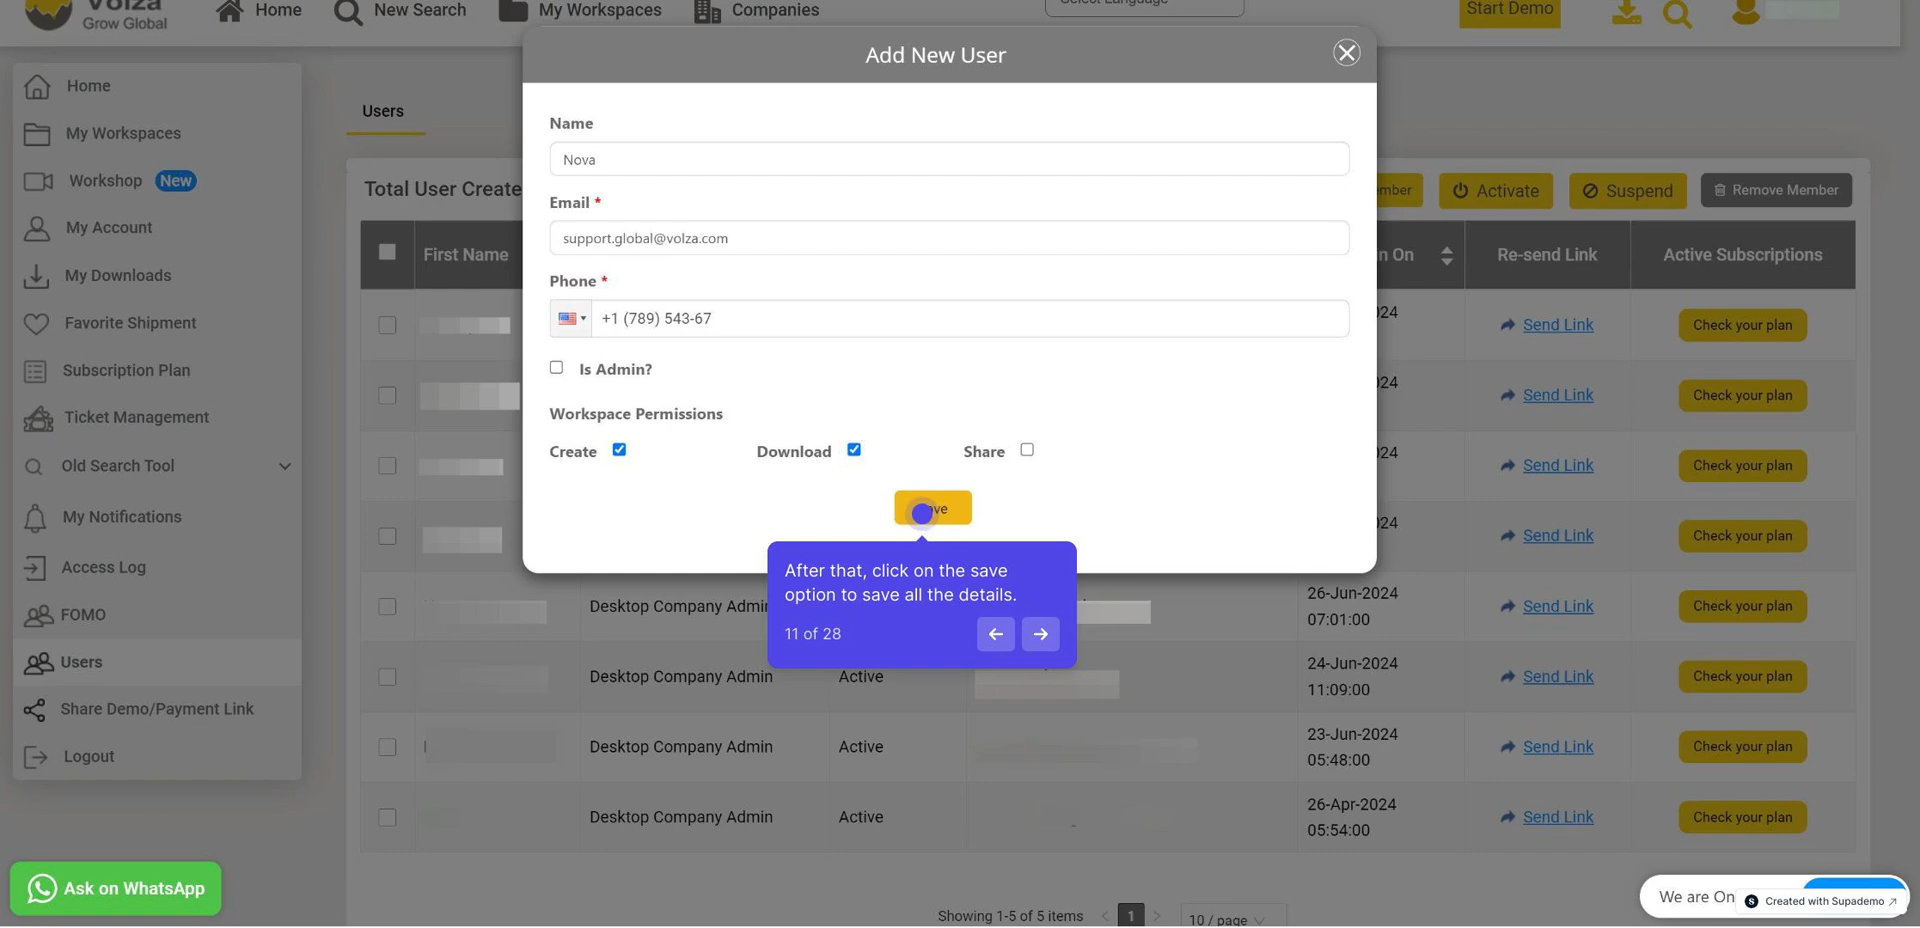 Volza
Grow Global
Home
New Search
My Workspaces
Companies
Select Language
Start Demo
Home
My Workspaces
Workshop New
My Account
My Downloads
Favorite Shipment
Subscription Plan
Ticket Management
Old Search Tool
My Notifications
Access Log
FOMO
Users
Share Demo/Payment Link
Logout
Ask on WhatsApp
Users
Total User Create
Activate
Suspend
Remove Member
First Name
On
Re-send Link
Active Subscriptions
Add New User
Name
Nova
Email *
support.global@volza.com
Phone *
+1 (789) 543-67
Is Admin?
Workspace Permissions
Create
Download
Share
After that, click on the save
option to save all the details.
11 of 28
24 Send Link Check your plan
24 Send Link Check your plan
24 Send Link Check your plan
24 Send Link Check your plan
Desktop Company Admin 26-Jun-2024
07:01:00
Send Link Check your plan
Desktop Company Admin Active 24-Jun-2024
11:09:00
Send Link Check your plan
Desktop Company Admin Active 23-Jun-2024
05:48:00
Send Link Check your plan
Desktop Company Admin Active 26-Apr-2024
05:54:00
Send Link Check your plan
Showing 1-5 of 5 items < 1 > 10 / page
We are On
Created with Supademo